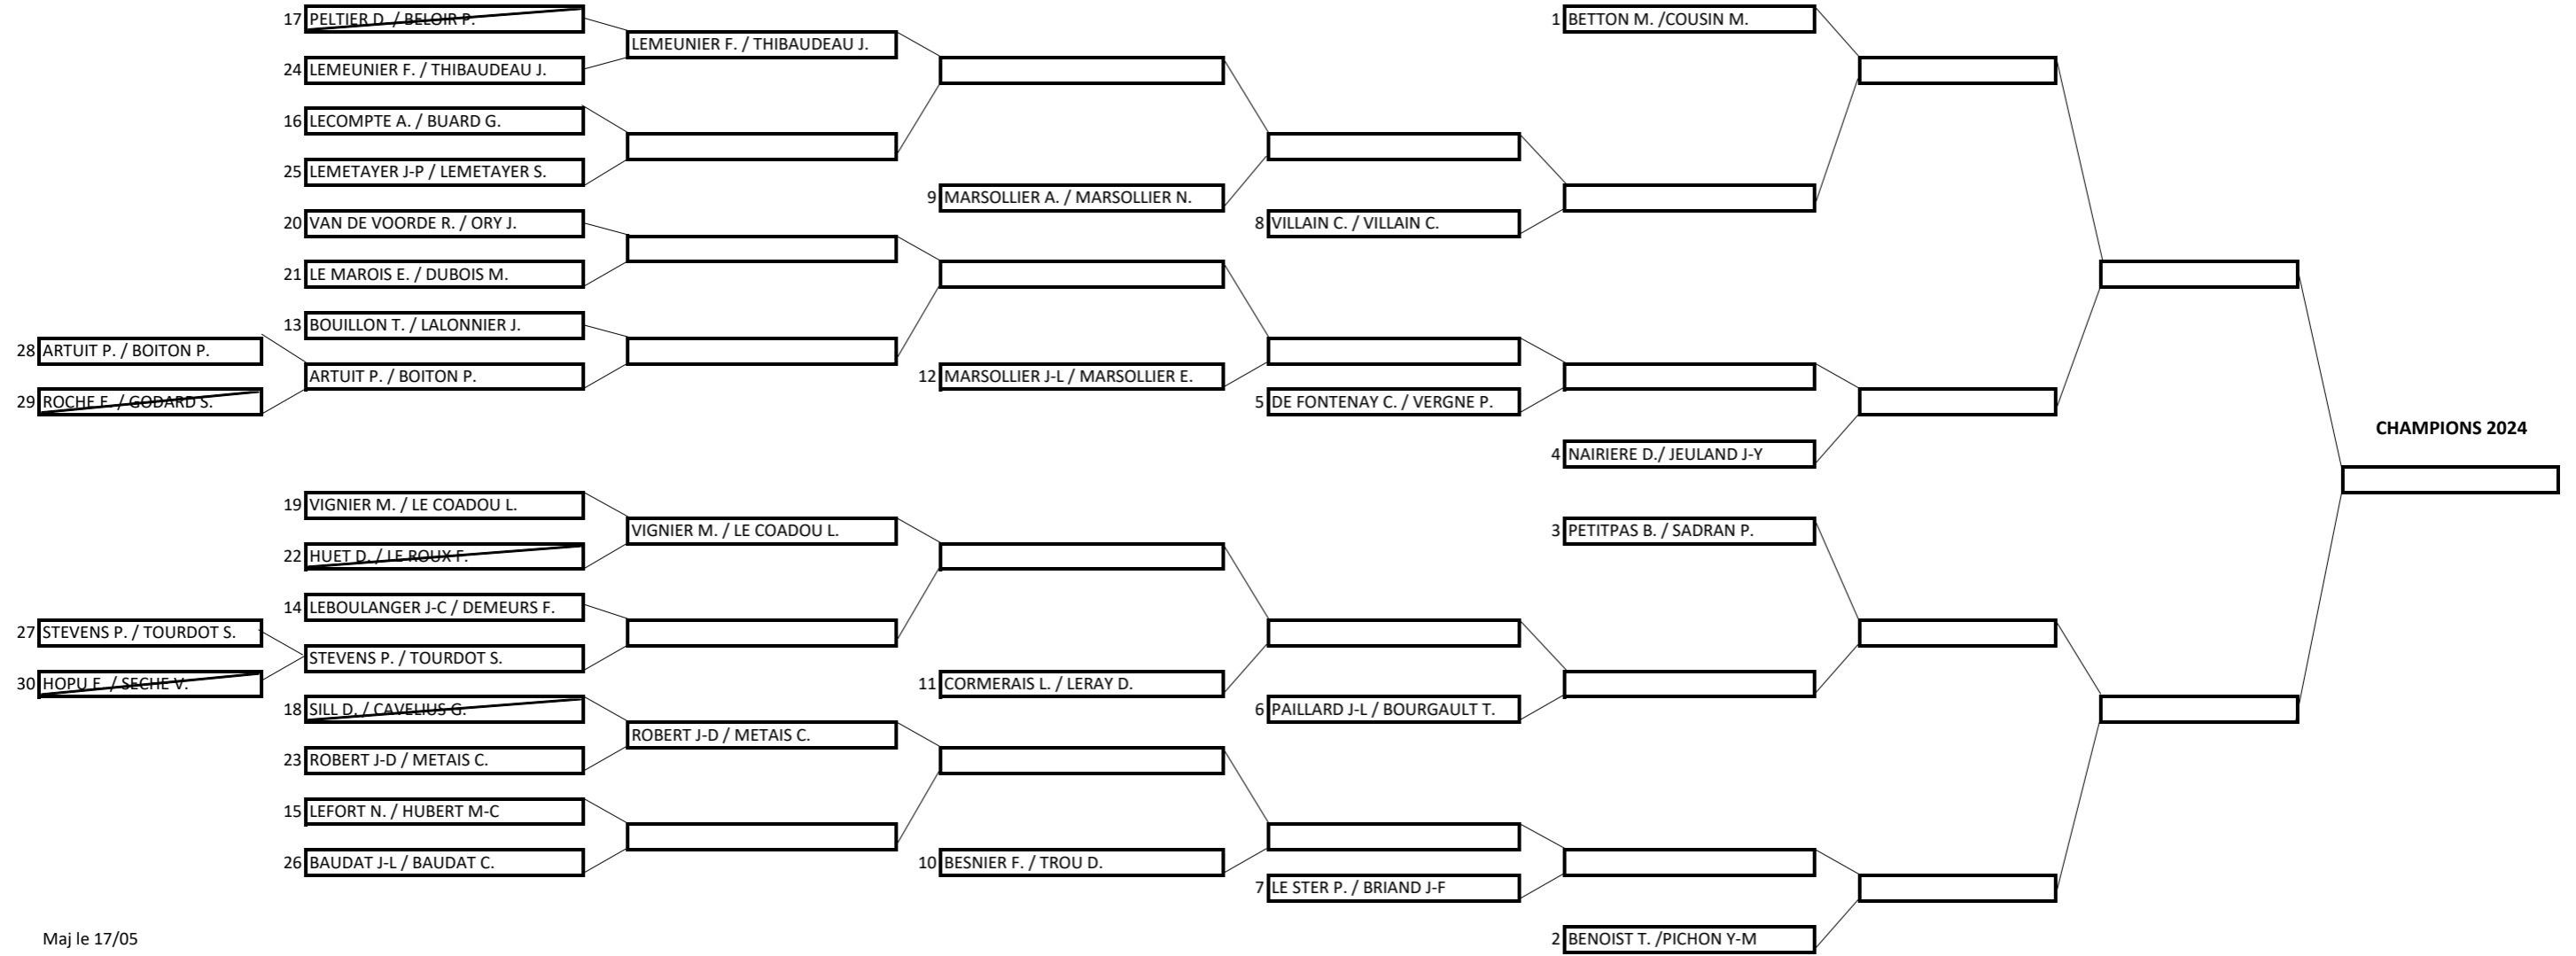 17 PELTIER D. / BELOIR P.
1 BETTON M. /COUSIN M.
LEMEUNIER F. / THIBAUDEAU J.
24 LEMEUNIER F. / THIBAUDEAU J.
16 LECOMPTE A. / BUARD G.
25 LEMETAYER J-P / LEMETAYER S.
9 MARSOLLIER A. / MARSOLLIER N.
20 VAN DE VOORDE R. / ORY J.
8 VILLAIN C. / VILLAIN C.
21 LE MAROIS E. / DUBOIS M.
13 BOUILLON T. / LALONNIER J.
28 ARTUIT P. / BOITON P.
ARTUIT P. / BOITON P.
12 MARSOLLIER J-L / MARSOLLIER E.
29 ROCHE F. / GODARD S.
5 DE FONTENAY C. / VERGNE P.
CHAMPIONS 2024
4 NAIRIERE D./ JEULAND J-Y
19 VIGNIER M. / LE COADOU L.
VIGNIER M. / LE COADOU L.
3 PETITPAS B. / SADRAN P.
22 HUET D. / LE ROUX F.
14 LEBOULANGER J-C / DEMEURS F.
27 STEVENS P. / TOURDOT S.
STEVENS P. / TOURDOT S.
30 HOPU F. / SECHE V.
11 CORMERAIS L. / LERAY D.
18 SILL D. / CAVELIUS G.
6 PAILLARD J-L / BOURGAULT T.
ROBERT J-D / METAIS C.
23 ROBERT J-D / METAIS C.
15 LEFORT N. / HUBERT M-C
26 BAUDAT J-L / BAUDAT C.
10 BESNIER F. / TROU D.
7 LE STER P. / BRIAND J-F
Maj le 17/05
2 BENOIST T. /PICHON Y-M